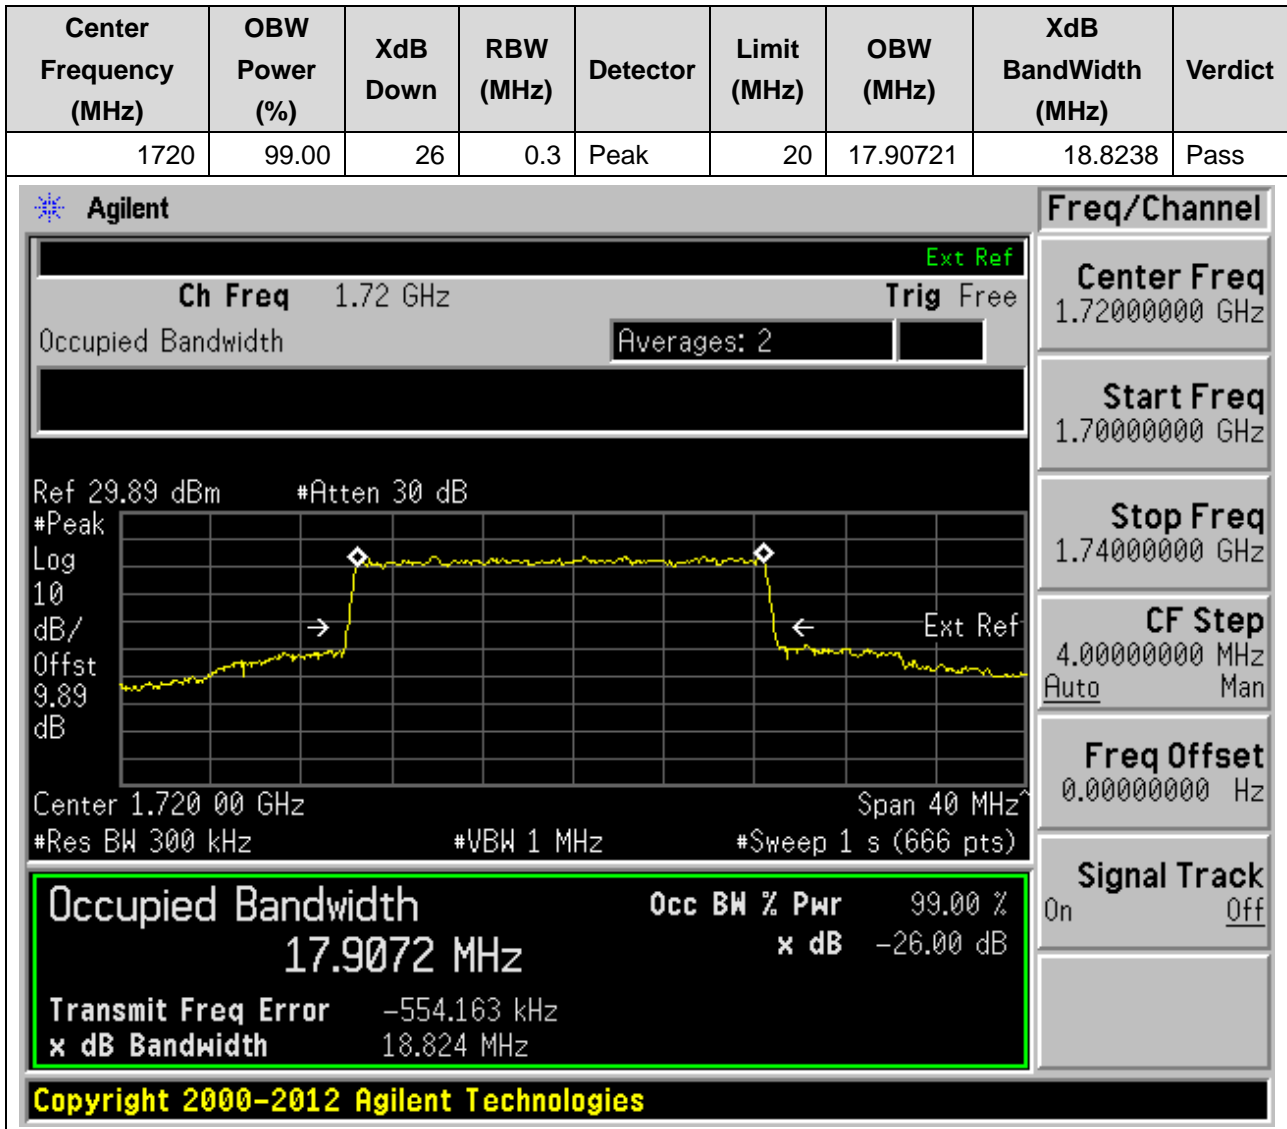 Center Frequency (MHz) OBW Power (%) XdB Down RBW (MHz) Detector Limit (MHz) OBW (MHz) XdB BandWidth (MHz) Verdict
1720 99.00 26 0.3 Peak 20 17.90721 18.8238 Pass
Agilent
Ext Ref
Ch Freq 1.72 GHz Trig Free
Occupied Bandwidth Averages: 2
Ref 29.89 dBm #Atten 30 dB
#Peak
Log
10
dB/
Offst
9.89
dB
Ext Ref
Center 1.720 00 GHz Span 40 MHz^
#Res BW 300 kHz #VBW 1 MHz #Sweep 1 s (666 pts)
Occupied Bandwidth
17.9072 MHz
Occ BW % Pwr 99.00 %
x dB -26.00 dB
Transmit Freq Error -554.163 kHz
x dB Bandwidth 18.824 MHz
Freq/Channel
Center Freq
1.72000000 GHz
Start Freq
1.70000000 GHz
Stop Freq
1.74000000 GHz
CF Step
4.00000000 MHz
Auto Man
Freq Offset
0.00000000 Hz
Signal Track
On Off
Copyright 2000-2012 Agilent Technologies